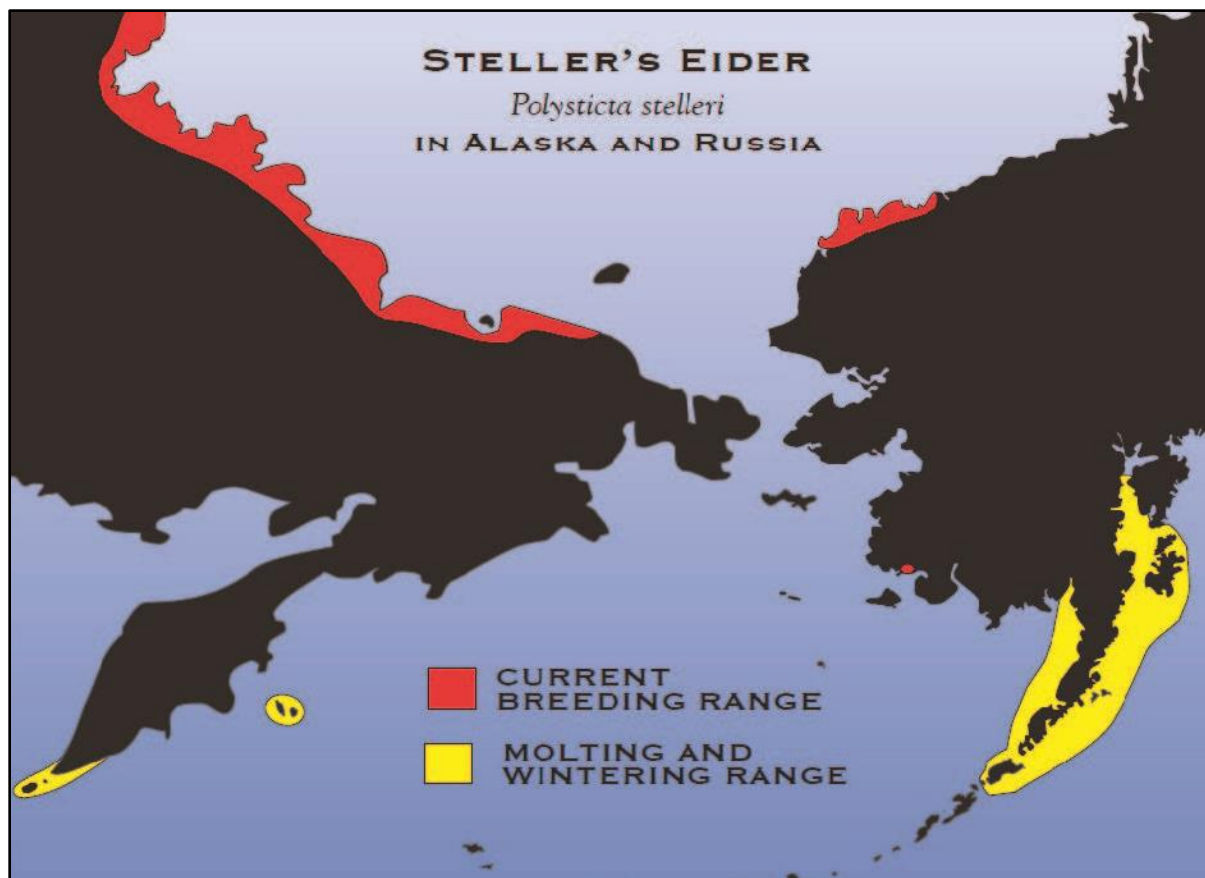 STELLER'S EIDER
Polysticta stelleri
IN ALASKA AND RUSSIA
CURRENT
BREEDING RANGE
MOLTING AND
WINTERING RANGE